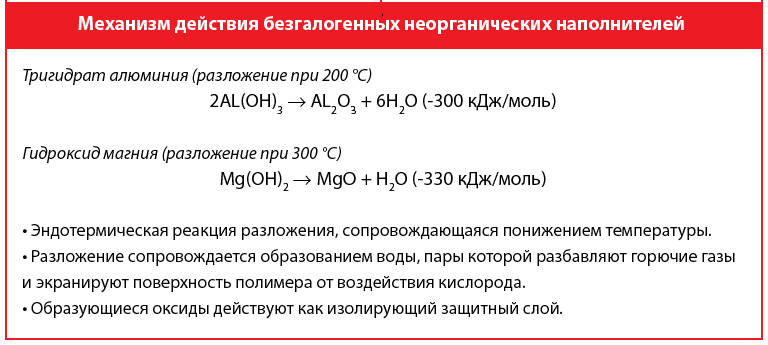 Механизм действия безгалогенных неорганических наполнителей
Тригидрат алюминия (разложение при 200 °C)
2AL(OH)₃ → AL₂O₃ + 6H₂O (-300 кДж/моль)
Гидроксид магния (разложение при 300 °C)
Mg(OH)₂ → MgO + H₂O (-330 кДж/моль)
• Эндотермическая реакция разложения, сопровождающаяся понижением температуры.
• Разложение сопровождается образованием воды, пары которой разбавляют горючие газы
и экранируют поверхность полимера от воздействия кислорода.
• Образующиеся оксиды действуют как изолирующий защитный слой.